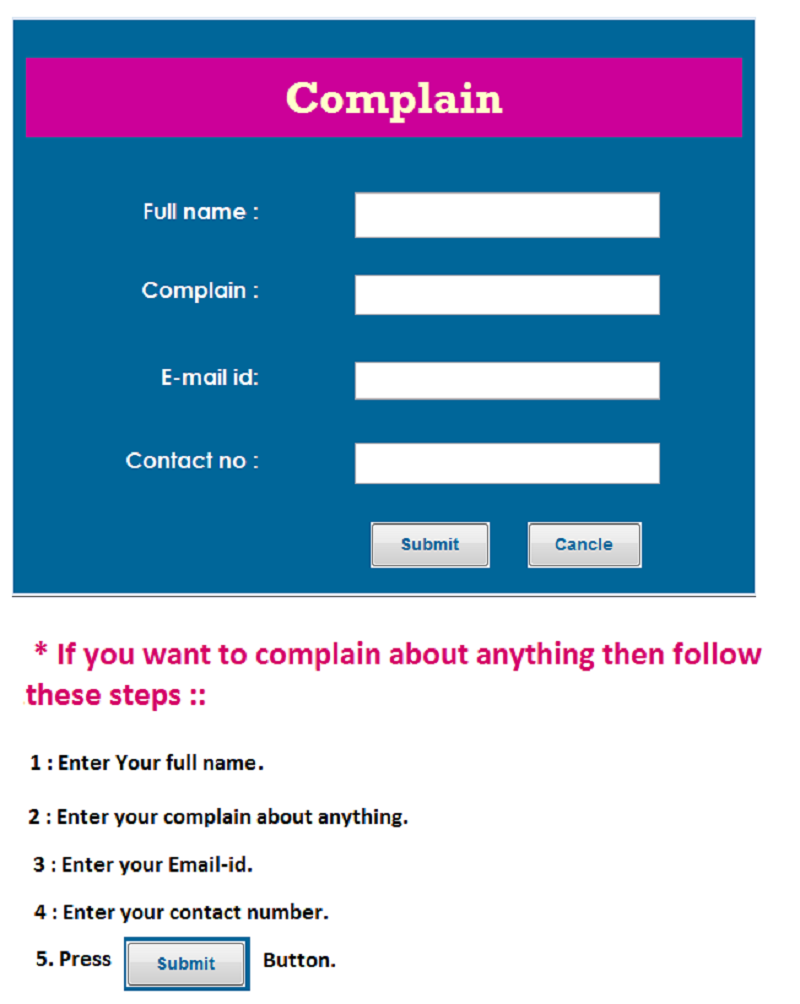 Complain
Full name :
Complain :
E-mail id:
Contact no :
Submit Cancle
* If you want to complain about anything then follow
these steps ::
1 : Enter Your full name.
2 : Enter your complain about anything.
3 : Enter your Email-id.
4 : Enter your contact number.
5. Press Submit Button.